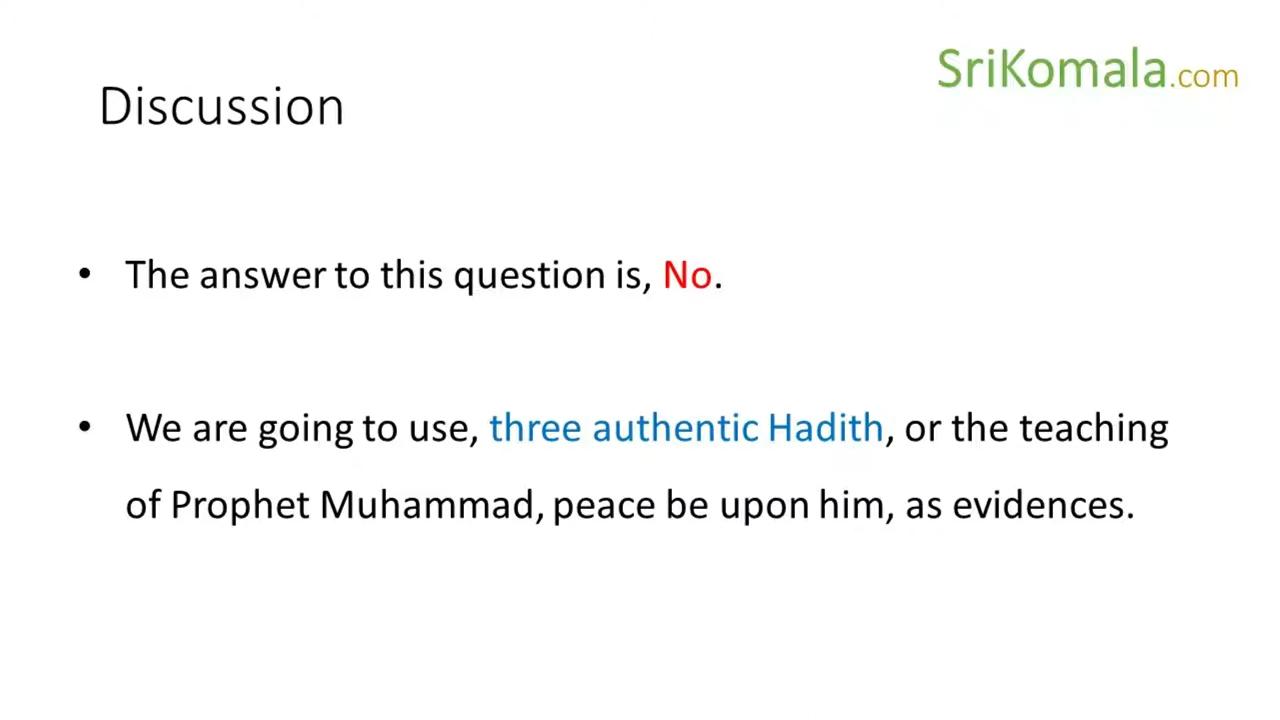 SriKomala.com
Discussion
• The answer to this question is, No.
• We are going to use, three authentic Hadith, or the teaching
of Prophet Muhammad, peace be upon him, as evidences.